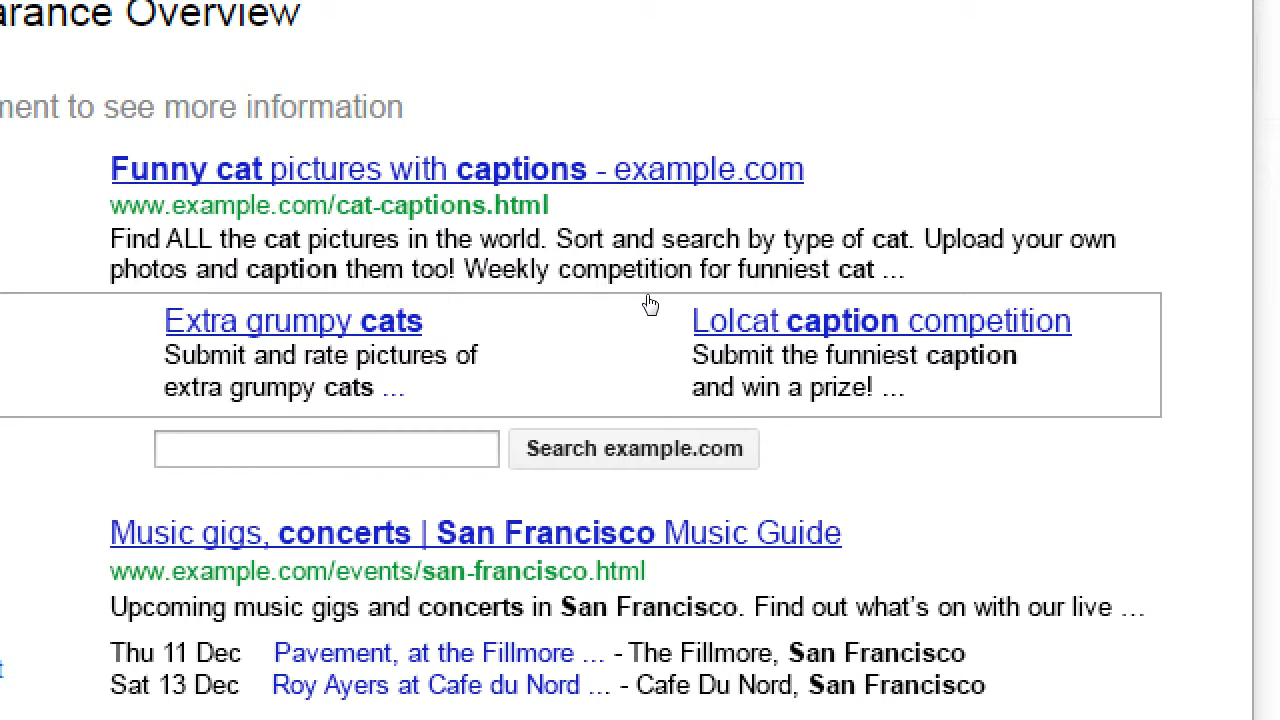 arance Overview
ment to see more information
Funny cat pictures with captions - example.com
www.example.com/cat-captions.html
Find ALL the cat pictures in the world. Sort and search by type of cat. Upload your own
photos and caption them too! Weekly competition for funniest cat ...
Extra grumpy cats
Submit and rate pictures of
extra grumpy cats ...
Lolcat caption competition
Submit the funniest caption
and win a prize! ...
Search example.com
Music gigs, concerts | San Francisco Music Guide
www.example.com/events/san-francisco.html
Upcoming music gigs and concerts in San Francisco. Find out what's on with our live ...
t
Thu 11 Dec Pavement, at the Fillmore ... - The Fillmore, San Francisco
Sat 13 Dec Roy Ayers at Cafe du Nord ... - Cafe Du Nord, San Francisco